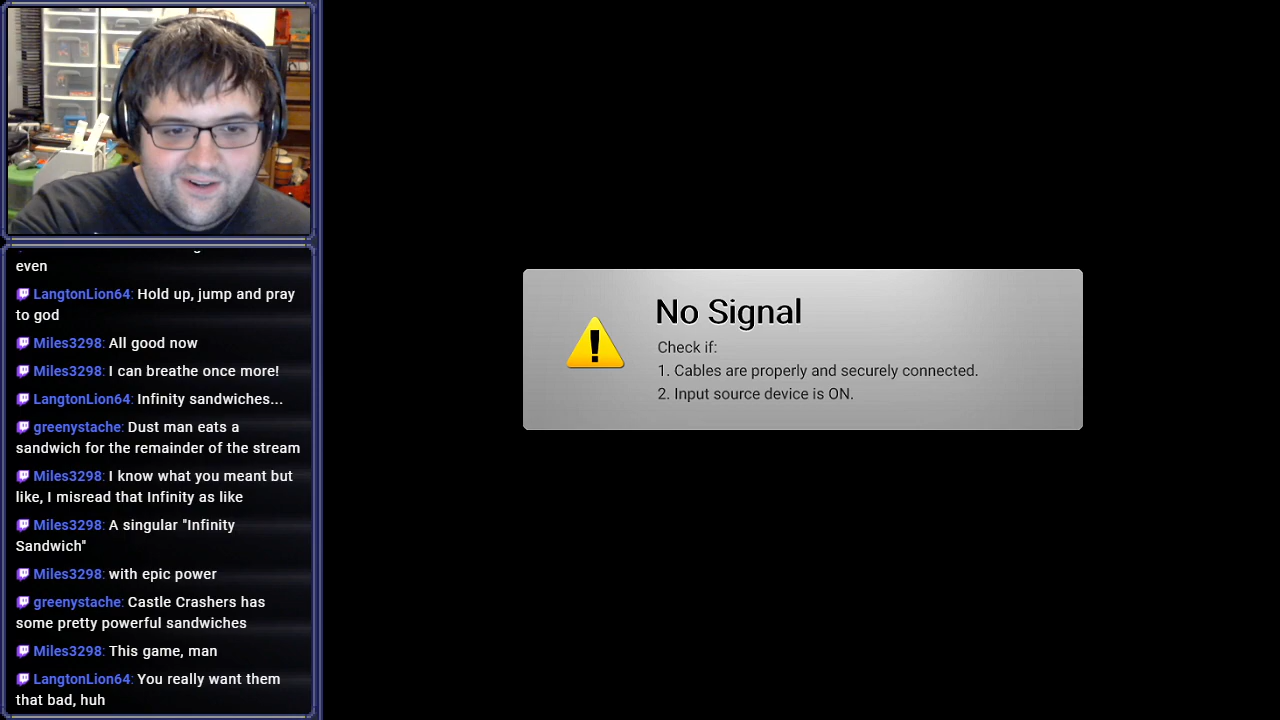 even
LangtonLion64: Hold up, jump and pray
to god
Miles3298: All good now
Miles3298: I can breathe once more!
LangtonLion64: Infinity sandwiches...
greenystache: Dust man eats a
sandwich for the remainder of the stream
Miles3298: I know what you meant but
like, I misread that Infinity as like
Miles3298: A singular "Infinity
Sandwich"
Miles3298: with epic power
greenystache: Castle Crashers has
some pretty powerful sandwiches
Miles3298: This game, man
LangtonLion64: You really want them
that bad, huh
No Signal
Check if:
1. Cables are properly and securely connected.
2. Input source device is ON.